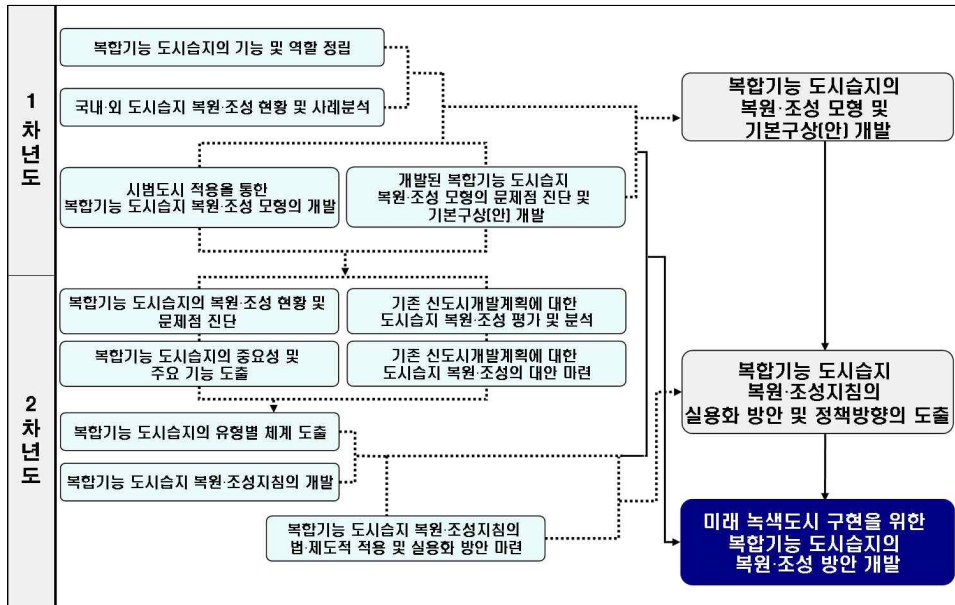 1차년도
복합기능 도시습지의 기능 및 역할 정립
국내·외 도시습지 복원·조성 현황 및 사례분석
시범도시 적용을 통한
복합기능 도시습지 복원·조성 모형의 개발
개발된 복합기능 도시습지
복원·조성 모형의 문제점 진단 및
기본구상(안) 개발
복합기능 도시습지의
복원·조성 모형 및
기본구상(안) 개발
2차년도
복합기능 도시습지의 복원·조성 현황 및
문제점 진단
기존 신도시개발계획에 대한
도시습지 복원·조성 평가 및 분석
복합기능 도시습지의 중요성 및
주요 기능 도출
기존 신도시개발계획에 대한
도시습지 복원·조성의 대안 마련
복합기능 도시습지의 유형별 체계 도출
복합기능 도시습지 복원·조성지침의 개발
복합기능 도시습지 복원·조성지침의
법·제도적 적용 및 실용화 방안 마련
복합기능 도시습지
복원·조성지침의
실용화 방안 및 정책방향의 도출
미래 녹색도시 구현을 위한
복합기능 도시습지의
복원·조성 방안 개발